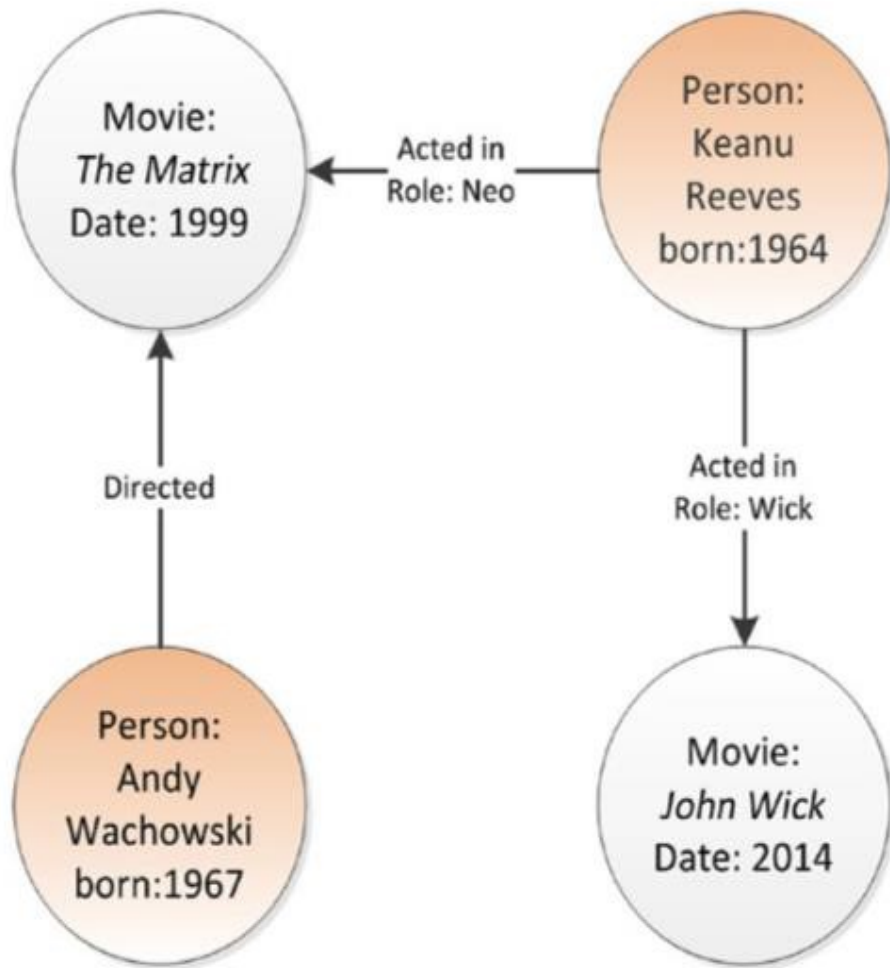 Movie:
The Matrix
Date: 1999
Acted in
Role: Neo
Person:
Keanu
Reeves
born:1964
Directed
Acted in
Role: Wick
Person:
Andy
Wachowski
born:1967
Movie:
John Wick
Date: 2014